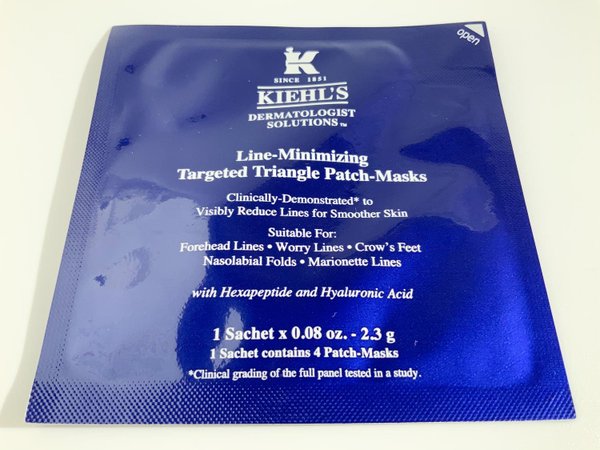 open
K
SINCE 1851
KIEHL'S
DERMATOLOGIST
SOLUTIONS™
Line-Minimizing
Targeted Triangle Patch-Masks
Clinically-Demonstrated* to
Visibly Reduce Lines for Smoother Skin
Suitable For:
Forehead Lines • Worry Lines • Crow's Feet
Nasolabial Folds • Marionette Lines
with Hexapeptide and Hyaluronic Acid
1 Sachet x 0.08 oz. - 2.3 g
1 Sachet contains 4 Patch-Masks
*Clinical grading of the full panel tested in a study.